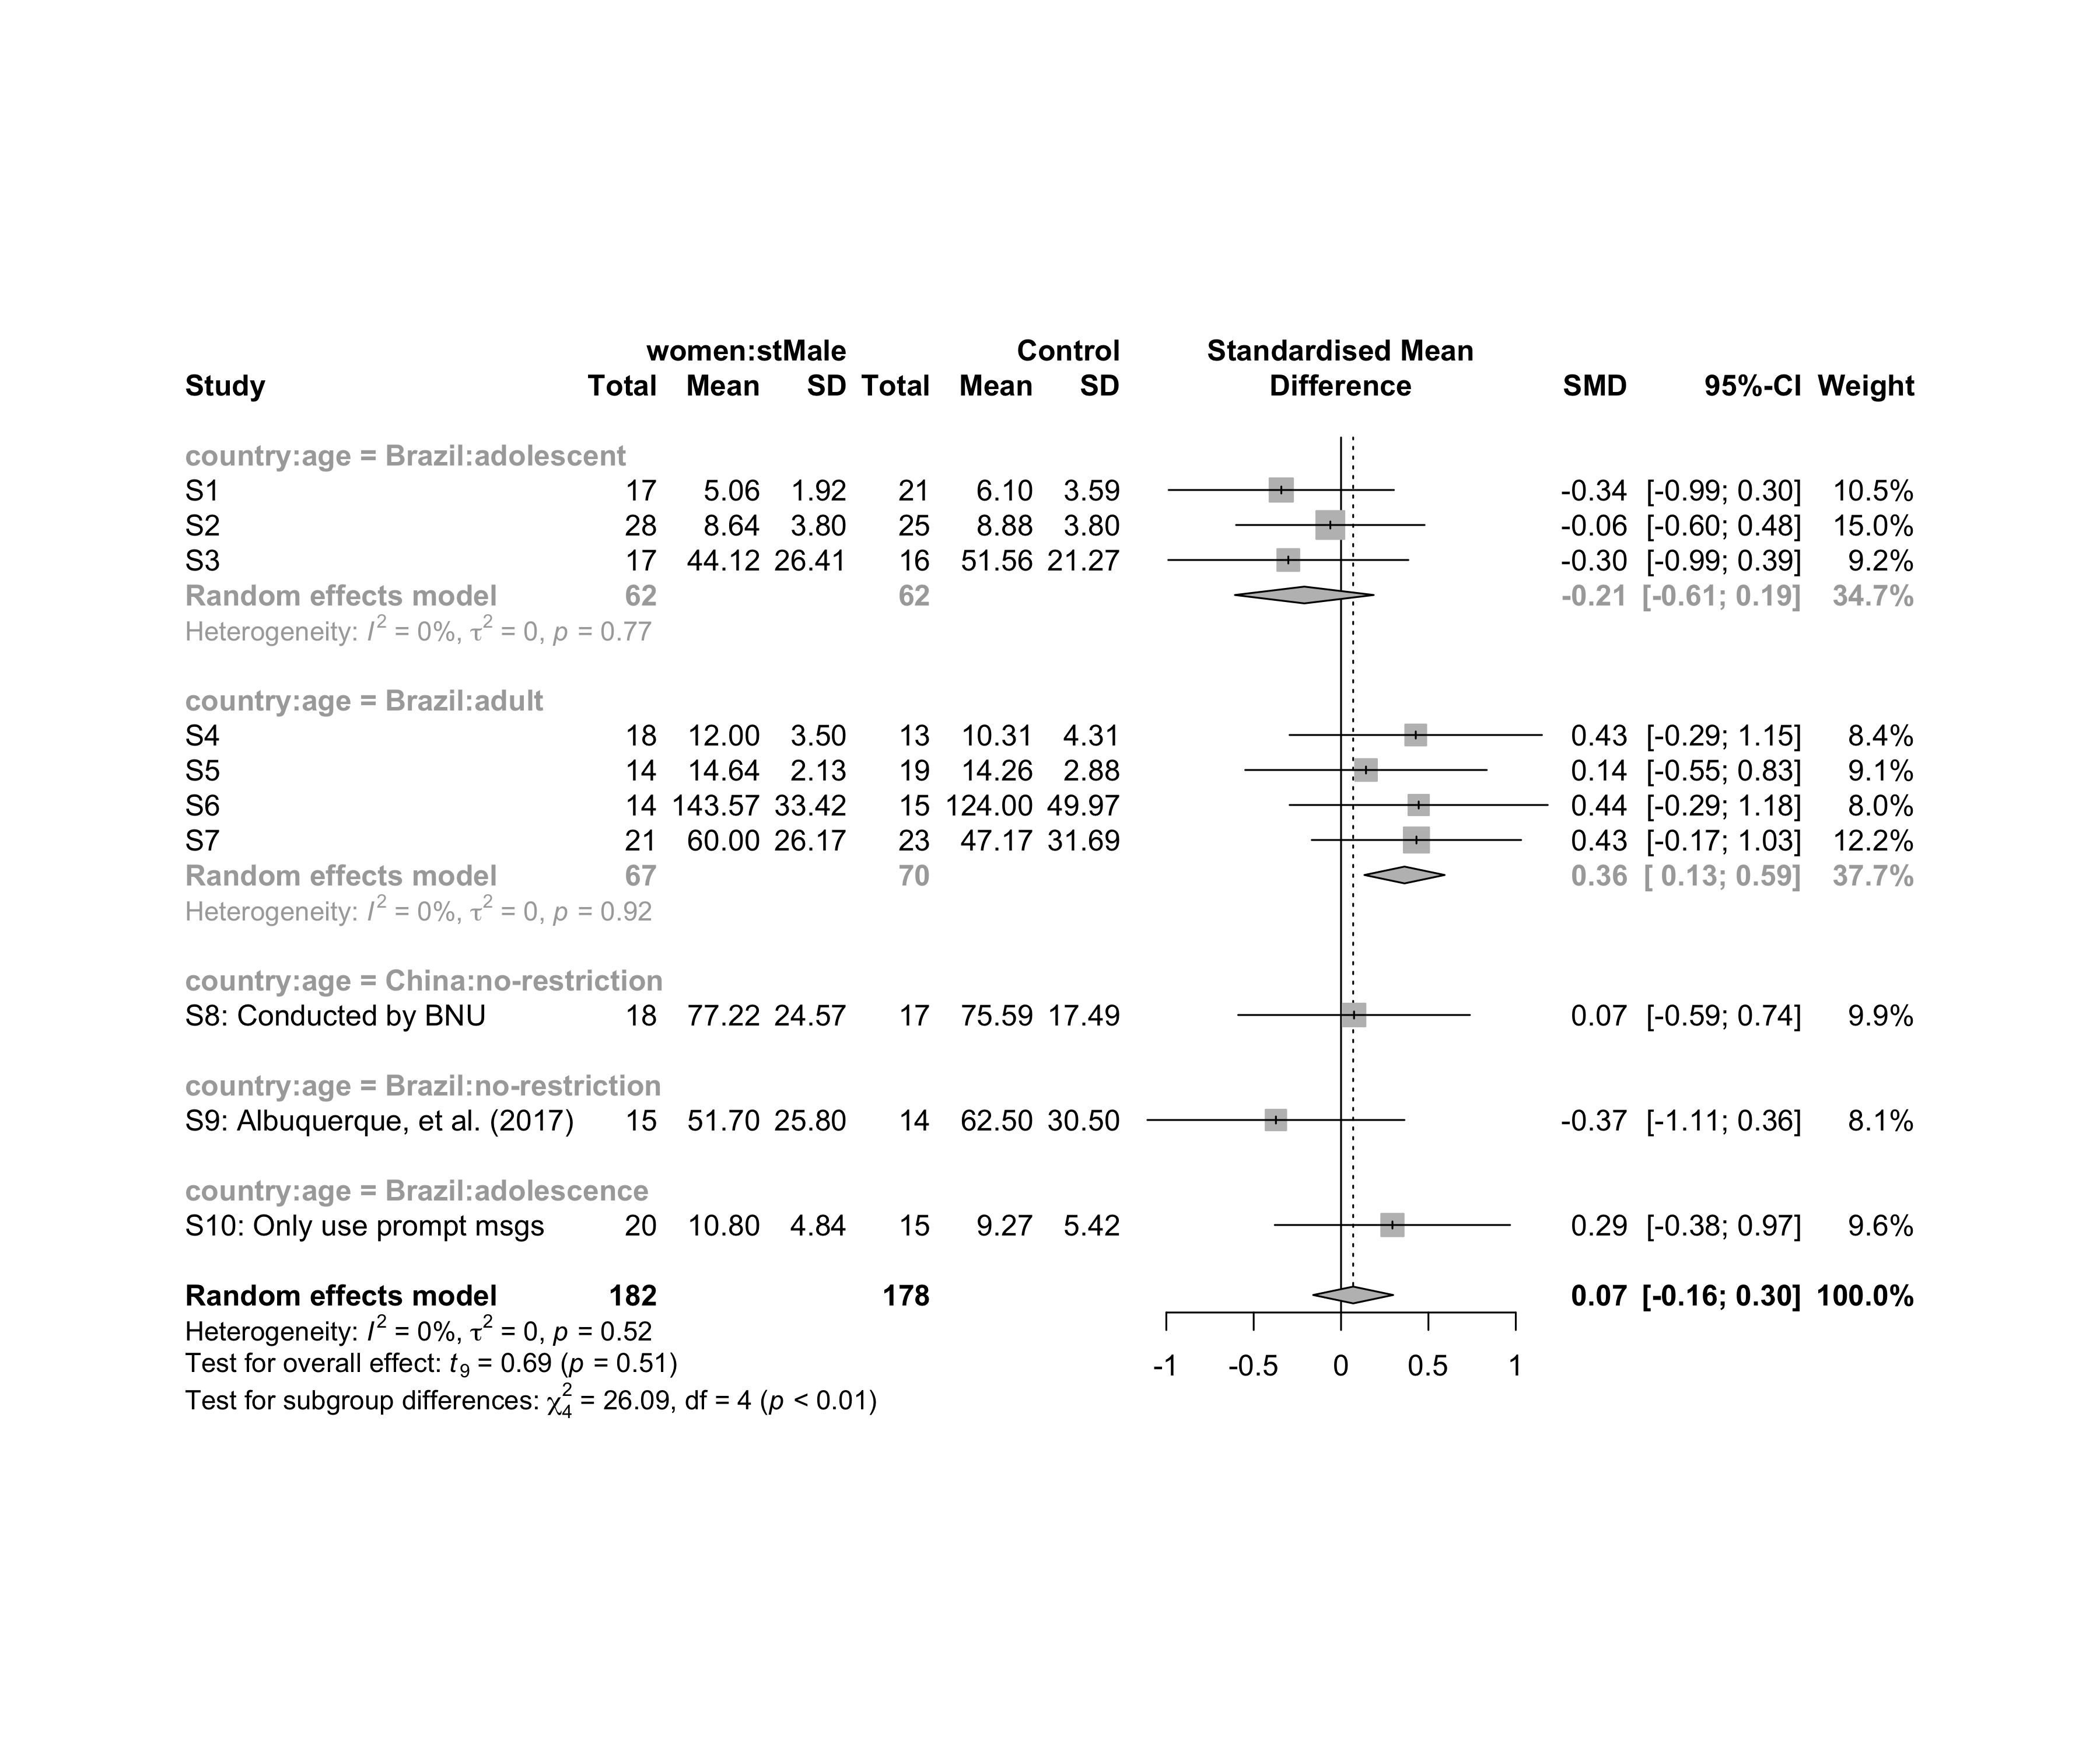 women:stMale Control Standardised Mean
Study Total Mean SD Total Mean SD Difference SMD 95%-CI Weight
country:age = Brazil:adolescent
S1 17 5.06 1.92 21 6.10 3.59 -0.34 [-0.99; 0.30] 10.5%
S2 28 8.64 3.80 25 8.88 3.80 -0.06 [-0.60; 0.48] 15.0%
S3 17 44.12 26.41 16 51.56 21.27 -0.30 [-0.99; 0.39] 9.2%
Random effects model 62 62 -0.21 [-0.61; 0.19] 34.7%
Heterogeneity: I² = 0%, τ² = 0, p = 0.77
country:age = Brazil:adult
S4 18 12.00 3.50 13 10.31 4.31 0.43 [-0.29; 1.15] 8.4%
S5 14 14.64 2.13 19 14.26 2.88 0.14 [-0.55; 0.83] 9.1%
S6 14 143.57 33.42 15 124.00 49.97 0.44 [-0.29; 1.18] 8.0%
S7 21 60.00 26.17 23 47.17 31.69 0.43 [-0.17; 1.03] 12.2%
Random effects model 67 70 0.36 [ 0.13; 0.59] 37.7%
Heterogeneity: I² = 0%, τ² = 0, p = 0.92
country:age = China:no-restriction
S8: Conducted by BNU 18 77.22 24.57 17 75.59 17.49 0.07 [-0.59; 0.74] 9.9%
country:age = Brazil:no-restriction
S9: Albuquerque, et al. (2017) 15 51.70 25.80 14 62.50 30.50 -0.37 [-1.11; 0.36] 8.1%
country:age = Brazil:adolescence
S10: Only use prompt msgs 20 10.80 4.84 15 9.27 5.42 0.29 [-0.38; 0.97] 9.6%
Random effects model 182 178 0.07 [-0.16; 0.30] 100.0%
Heterogeneity: I² = 0%, τ² = 0, p = 0.52
Test for overall effect: t₉ = 0.69 (p = 0.51)
-1 -0.5 0 0.5 1
Test for subgroup differences: χ²₄ = 26.09, df = 4 (p < 0.01)